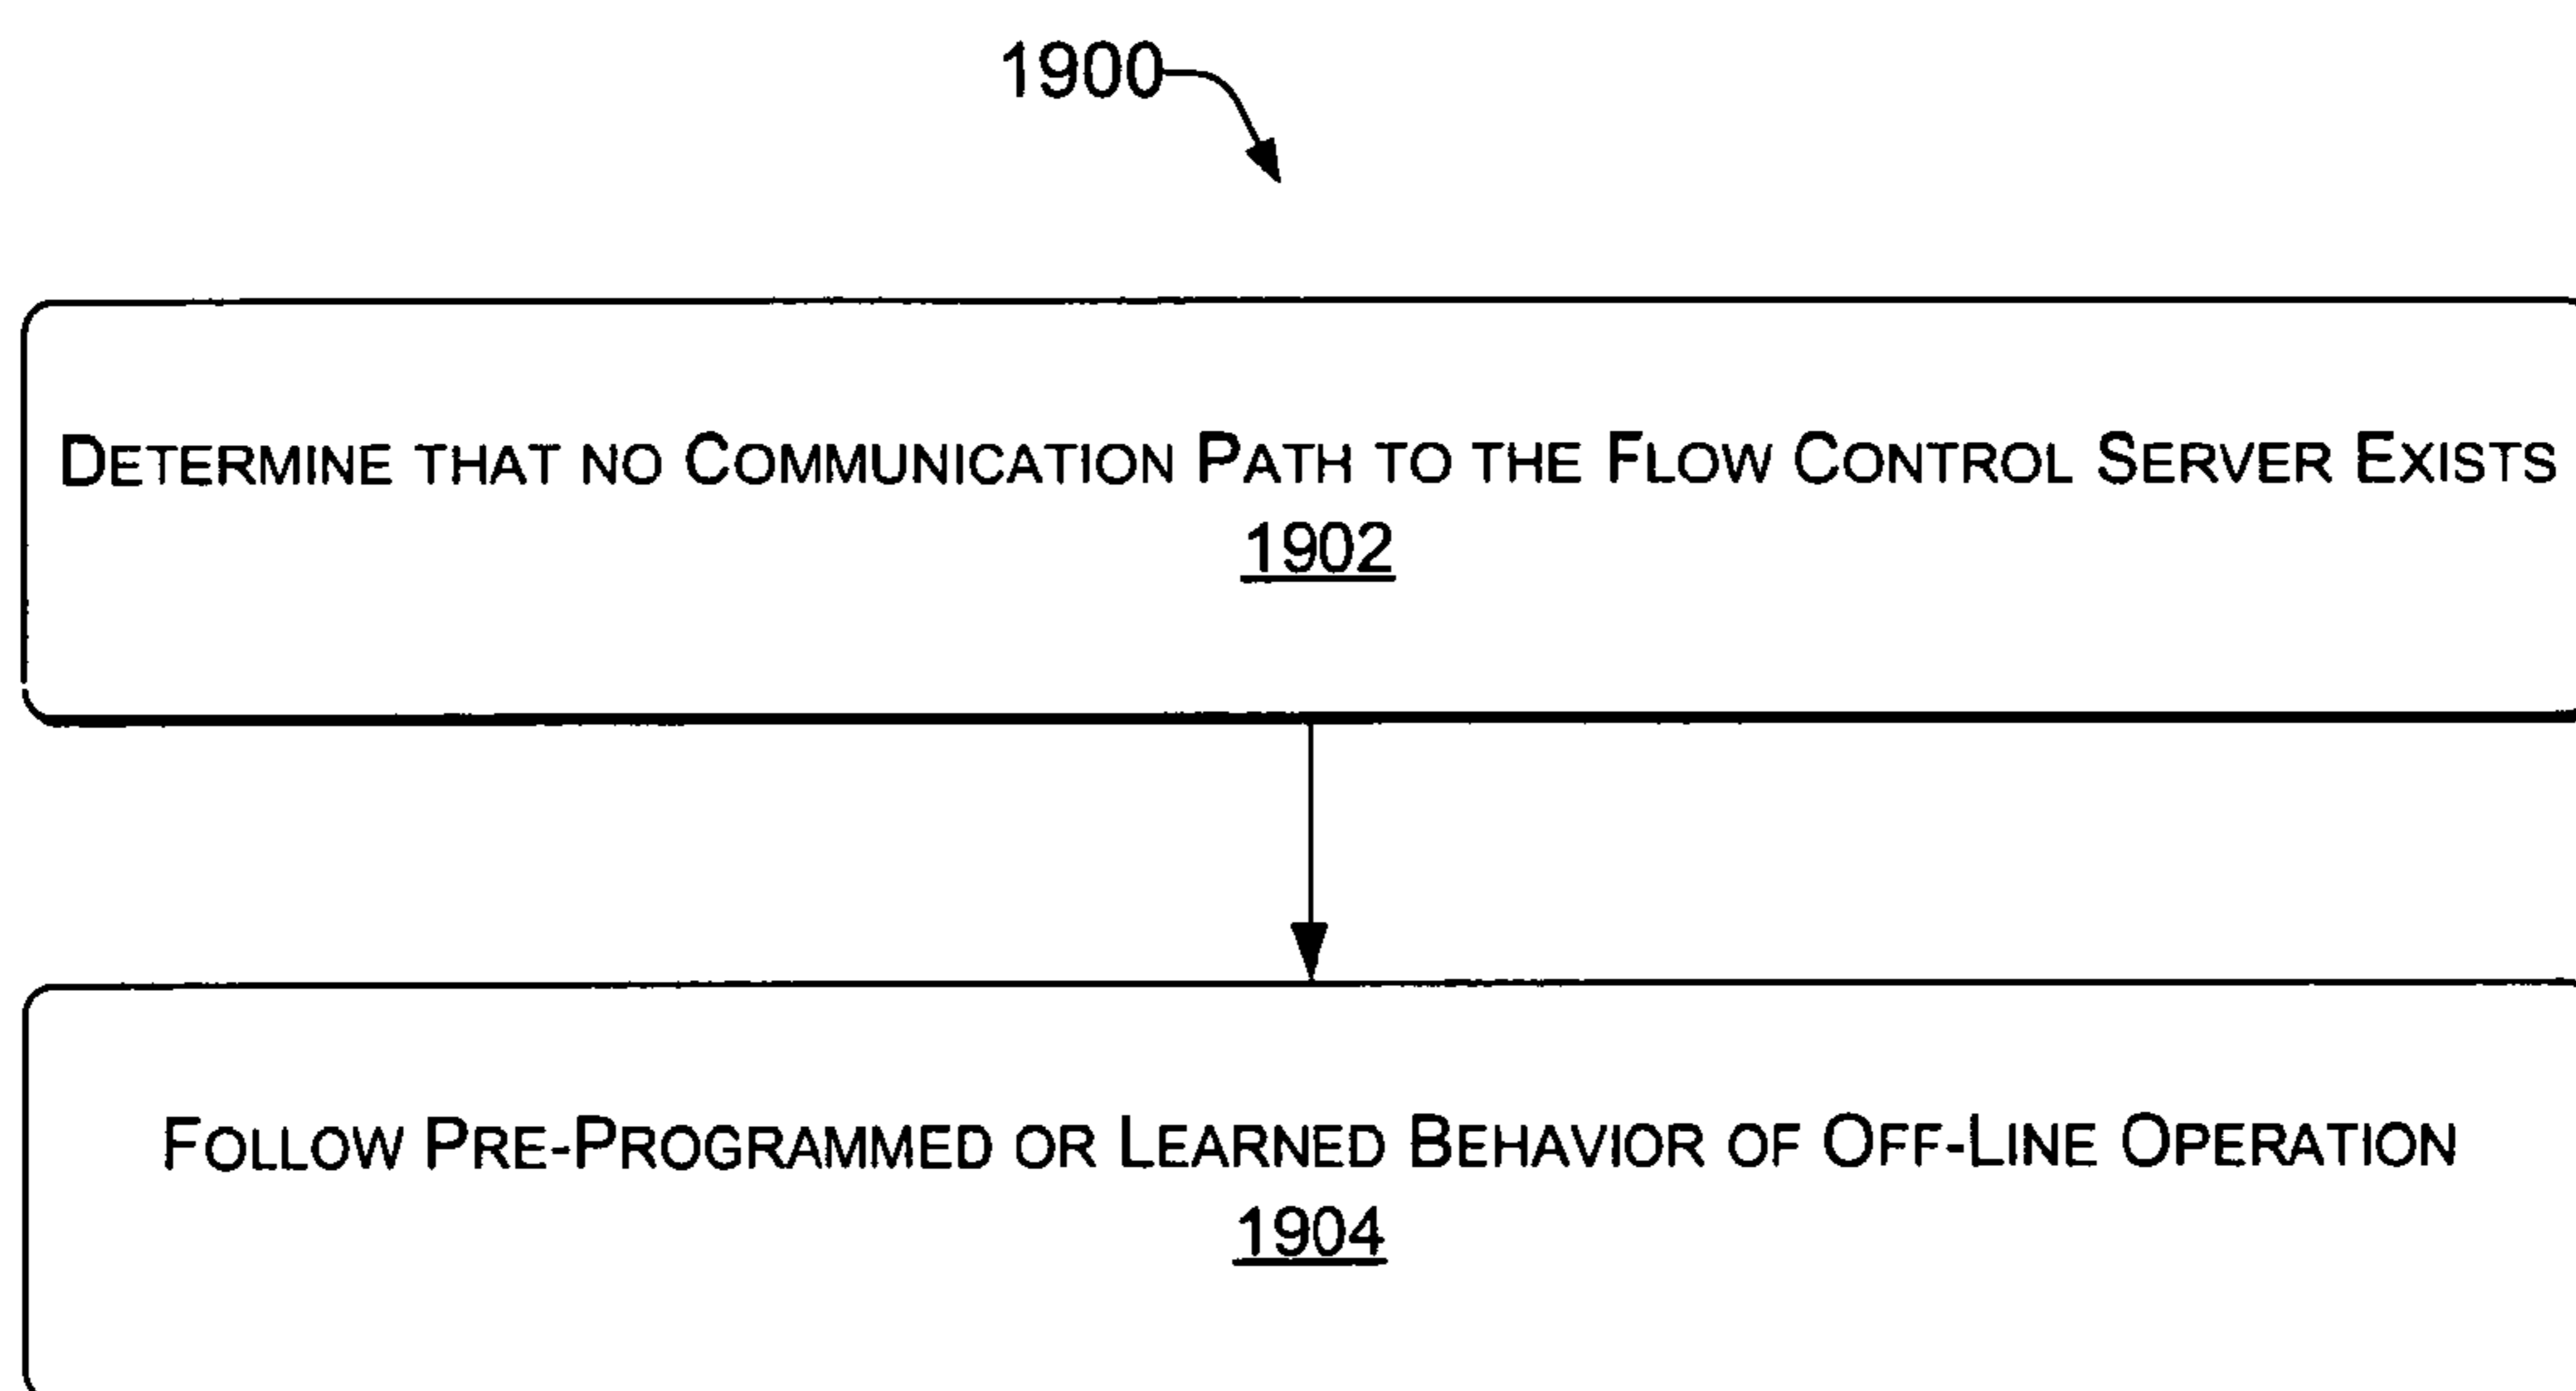 1900
DETERMINE THAT NO COMMUNICATION PATH TO THE FLOW CONTROL SERVER EXISTS
1902
FOLLOW PRE-PROGRAMMED OR LEARNED BEHAVIOR OF OFF-LINE OPERATION
1904